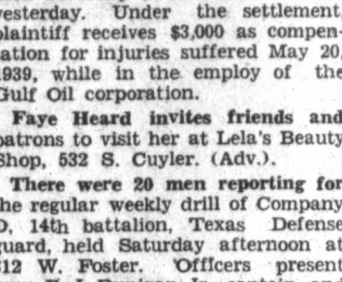 yesterday. Under the settlement,
plaintiff receives $3,000 as compen-
ation for injuries suffered May 20,
1939, while in the employ of the
Gulf Oil corporation.
Faye Heard invites friends and
patrons to visit her at Lela's Beauty
Shop, 532 S. Cuyler. (Adv.).
There were 20 men reporting for
the regular weekly drill of Company
D, 14th battalion, Texas Defense
guard, held Saturday afternoon at
612 W. Foster. Officers present